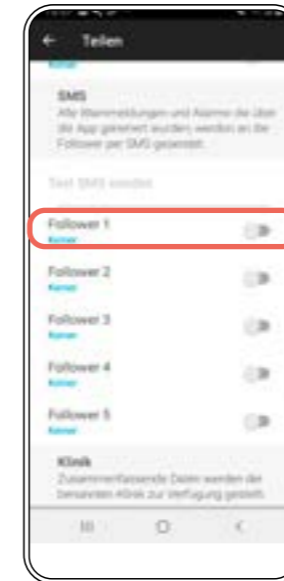 Teilen
Keiner
SMS
Alle Warnmeldungen und Alarme die über
die App generiert wurden, werden an die
Follower per SMS gesendet.
Test SMS senden
Follower 1
Keiner
Follower 2
Keiner
Follower 3
Keiner
Follower 4
Keiner
Follower 5
Keiner
Klinik
Zusammenfassende Daten werden der
benannten Klinik zur Verfügung gestellt.